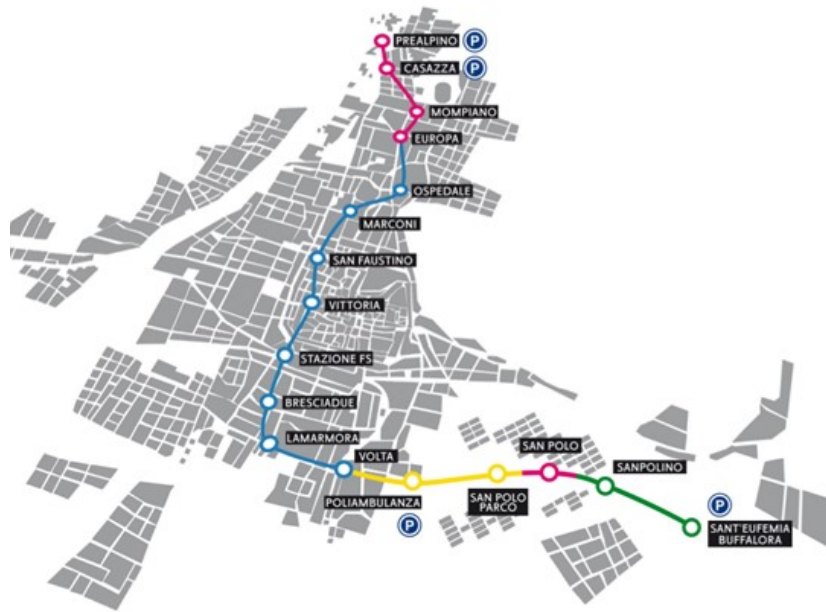 PREALPINO P
CASAZZA P
MOMPIANO
EUROPA
OSPEDALE
MARCONI
SAN FAUSTINO
VITTORIA
STAZIONE FS
BRESCIADUE
LAMARMORA
VOLTA
POLIAMBULANZA
P
SAN POLO
PARCO
SAN POLO
SANPOLINO
P
SANT'EUFEMIA
BUFFALORA